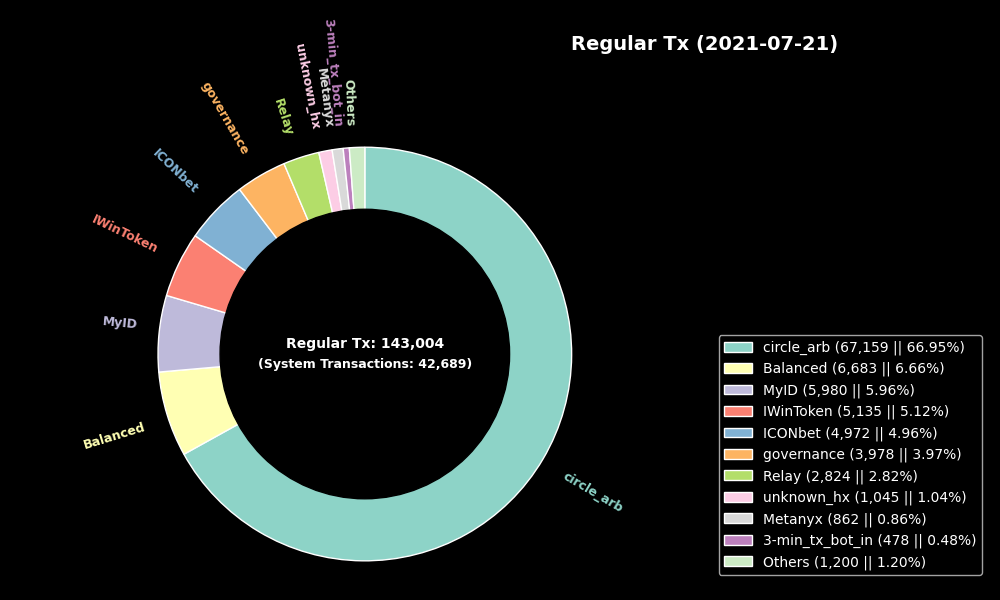 Regular Tx (2021-07-21)
3-min_tx_bot_in
unknown_hx
Metanyx
Others
Relay
governance
ICONbet
IWinToken
MyID
Balanced
circle_arb
Regular Tx: 143,004
(System Transactions: 42,689)
circle_arb (67,159 || 66.95%)
Balanced (6,683 || 6.66%)
MyID (5,980 || 5.96%)
IWinToken (5,135 || 5.12%)
ICONbet (4,972 || 4.96%)
governance (3,978 || 3.97%)
Relay (2,824 || 2.82%)
unknown_hx (1,045 || 1.04%)
Metanyx (862 || 0.86%)
3-min_tx_bot_in (478 || 0.48%)
Others (1,200 || 1.20%)